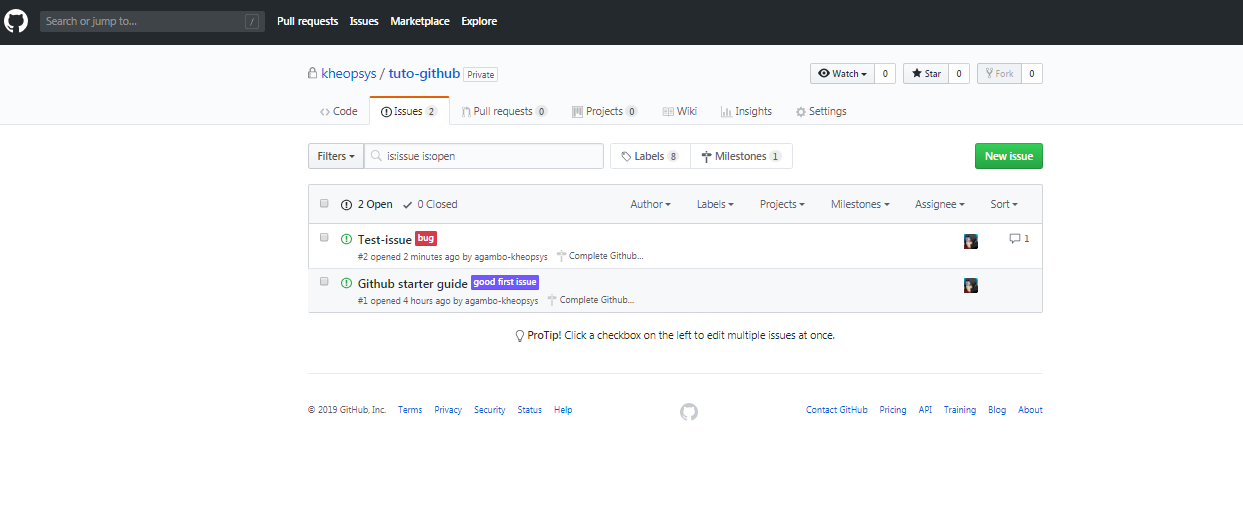 Search or jump to... / Pull requests Issues Marketplace Explore
kheopsys / tuto-github Private Watch 0 Star 0 Fork 0
Code Issues 2 Pull requests 0 Projects 0 Wiki Insights Settings
Filters is:issue is:open Labels 8 Milestones 1 New issue
2 Open 0 Closed Author Labels Projects Milestones Assignee Sort
Test-issue bug 1
#2 opened 2 minutes ago by agambo-kheopsys Complete Github...
Github starter guide good first issue
#1 opened 4 hours ago by agambo-kheopsys Complete Github...
ProTip! Click a checkbox on the left to edit multiple issues at once.
© 2019 GitHub, Inc. Terms Privacy Security Status Help Contact GitHub Pricing API Training Blog About